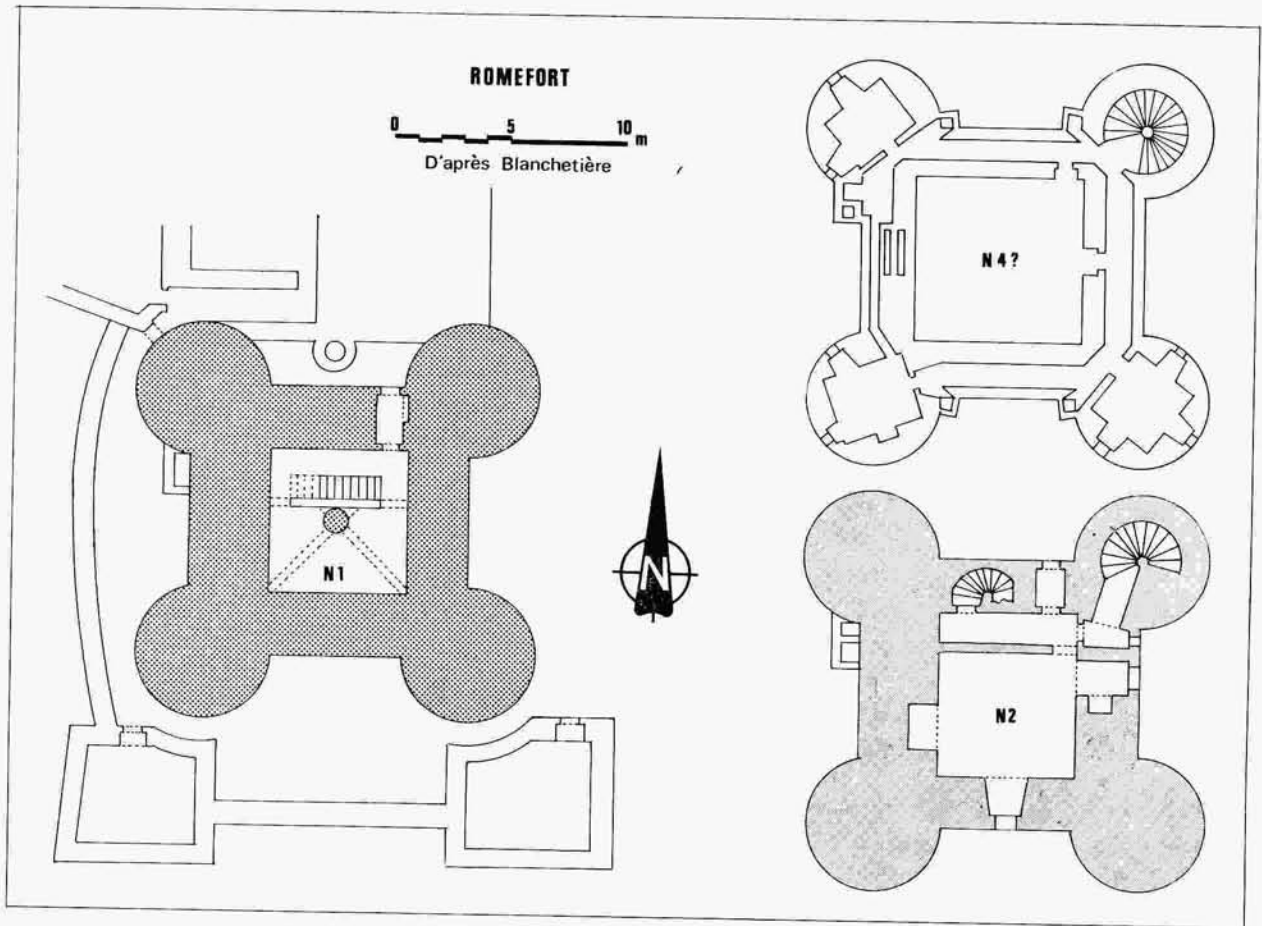 ROMEFORT
0 5 10 m
D'après Blanchetière
N 4?
N
N1
N2